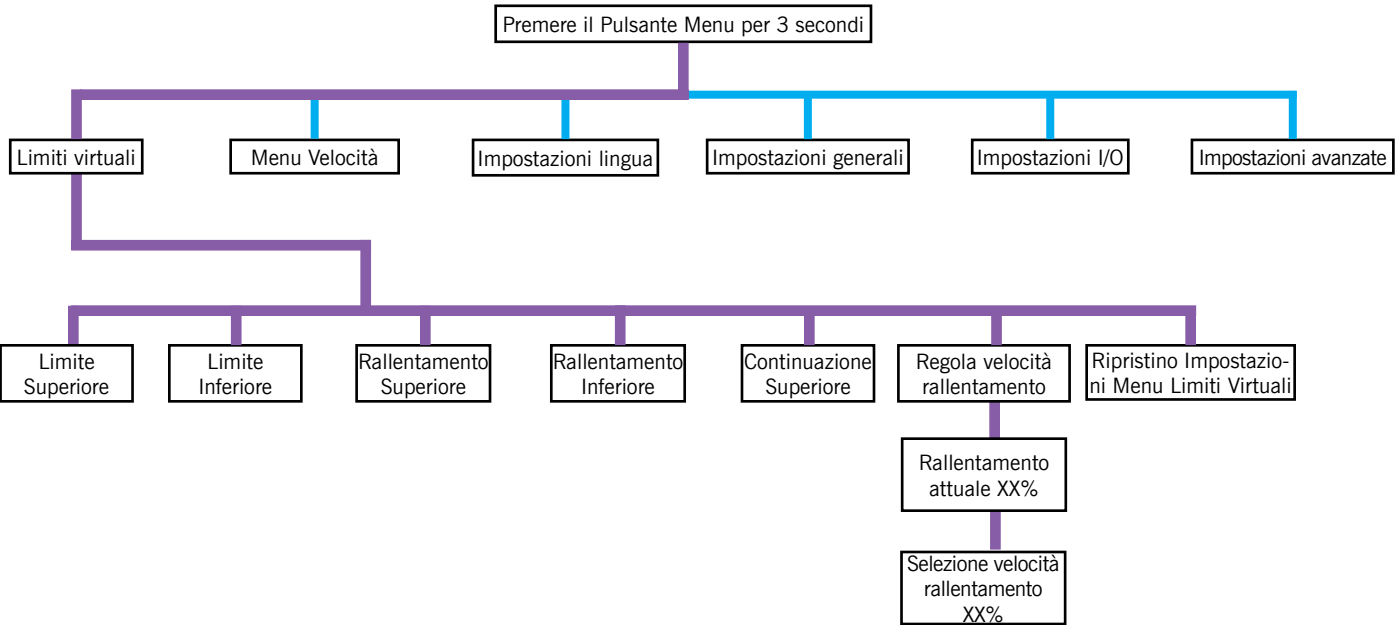 Premere il Pulsante Menu per 3 secondi
Limiti virtuali
Menu Velocità
Impostazioni lingua
Impostazioni generali
Impostazioni I/O
Impostazioni avanzate
Limite
Superiore
Limite
Inferiore
Rallentamento
Superiore
Rallentamento
Inferiore
Continuazione
Superiore
Regola velocità
rallentamento
Ripristino Impostazio-
ni Menu Limiti Virtuali
Rallentamento
attuale XX%
Selezione velocità
rallentamento
XX%